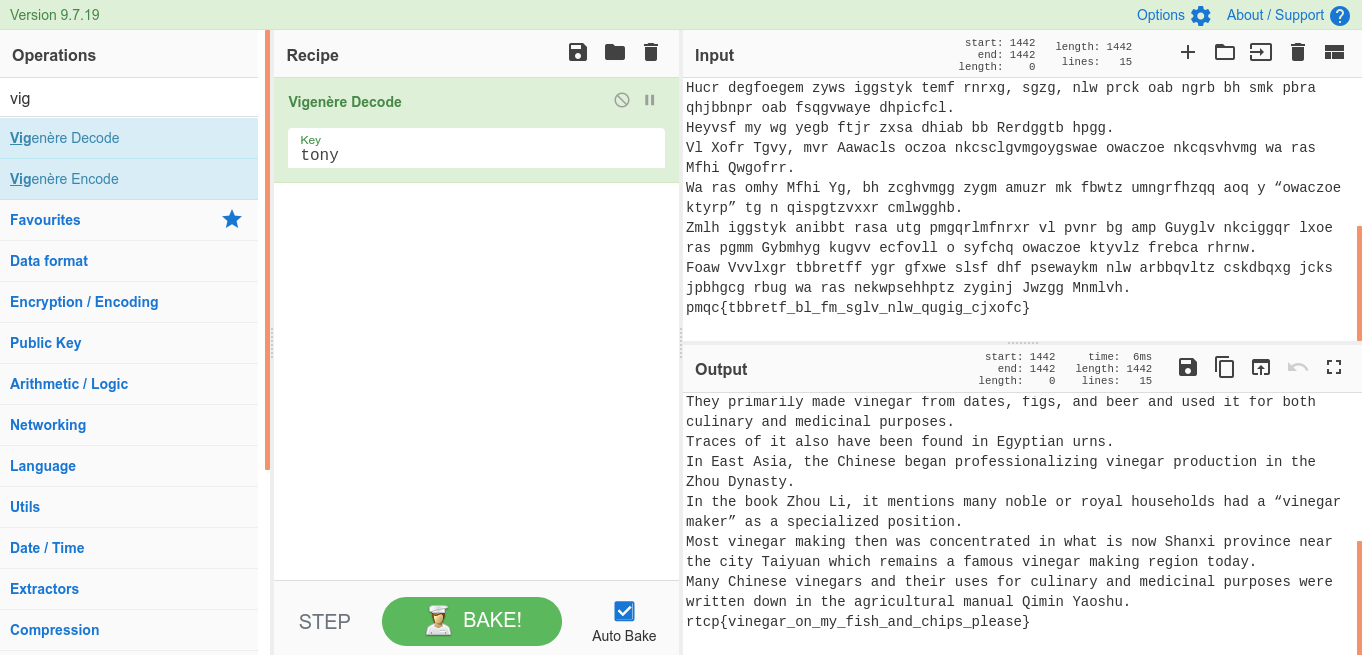 Version 9.7.19
Options
About / Support
Operations
vig
Vigenère Decode
Vigenère Encode
Favourites
Data format
Encryption / Encoding
Public Key
Arithmetic / Logic
Networking
Language
Utils
Date / Time
Extractors
Compression
Recipe
Vigenère Decode
Key
tony
STEP
BAKE!
Auto Bake
Input
start: 1442
end: 1442
length: 0
length: 1442
lines: 15
Hucr degfoegem zyws iggstyk temf rnrxg, sgzg, nlw prck oab ngrb bh smk pbra
qhjbbnpr oab fsqgvwaye dhpicfcl.
Heyvsf my wg yegb ftjr zxsa dhiab bb Rerdggtb hpgg.
Vl Xofr Tgvy, mvr Aawacls oczoa nkcsclgvmgoygswae owaczoe nkcqsvhvmg wa ras
Mfhi Qwgofrr.
Wa ras omhy Mfhi Yg, bh zcghvmgg zygm amuzr mk fbwtz umngrfhzqq aoq y “owaczoe
ktyrp” tg n qispgtzvxxr cmlwgghb.
Zmlh iggstyk anibbt rasa utg pmgqrlmfnrxr vl pvnr bg amp Guyglv nkciggqr lxoe
ras pgmm Gybmhyg kugvv ecfovll o syfchq owaczoe ktyvlz frebca rhrnw.
Foaw Vvvlxgr tbbretff ygr gfxwe slsf dhf psewaykm nlw arbbqvltz cskdbqxg jcks
jpbhgcg rbug wa ras nekwpsehhptz zyginj Jwzgg Mnmlvh.
pmqc{tbbretf_bl_fm_sglv_nlw_qugig_cjxofc}
Output
start: 1442
end: 1442
length: 0
time: 6ms
length: 1442
lines: 15
They primarily made vinegar from dates, figs, and beer and used it for both
culinary and medicinal purposes.
Traces of it also have been found in Egyptian urns.
In East Asia, the Chinese began professionalizing vinegar production in the
Zhou Dynasty.
In the book Zhou Li, it mentions many noble or royal households had a “vinegar
maker” as a specialized position.
Most vinegar making then was concentrated in what is now Shanxi province near
the city Taiyuan which remains a famous vinegar making region today.
Many Chinese vinegars and their uses for culinary and medicinal purposes were
written down in the agricultural manual Qimin Yaoshu.
rtcp{vinegar_on_my_fish_and_chips_please}